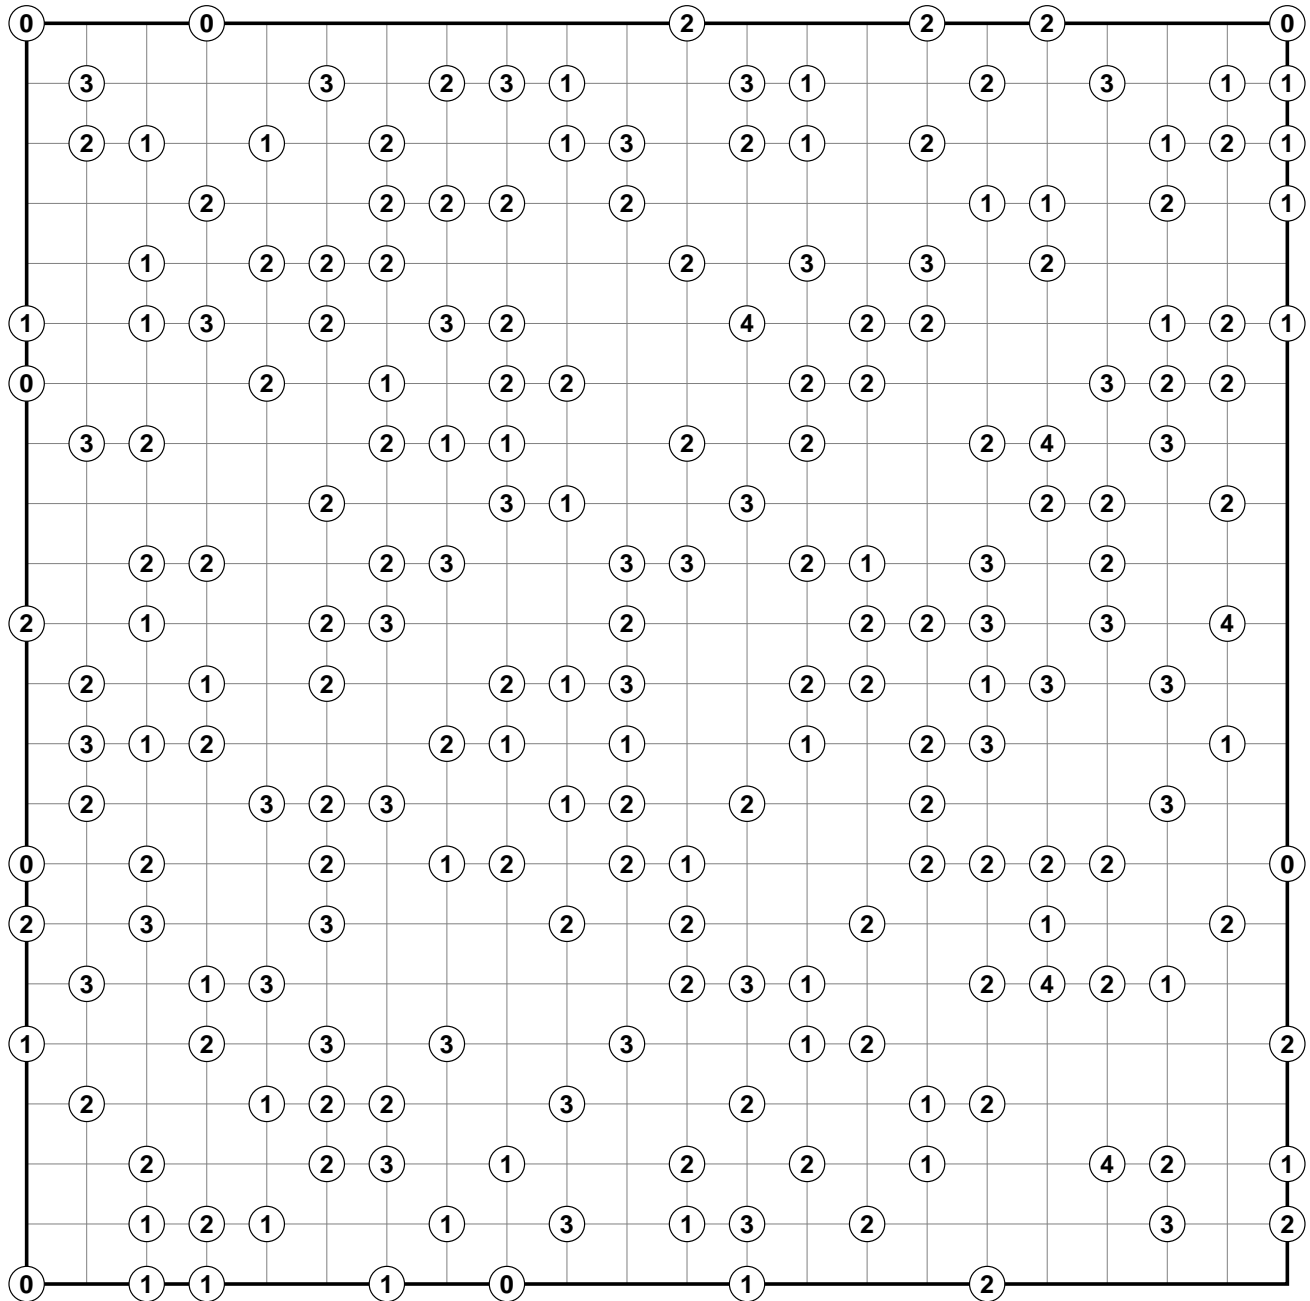 0 0 2 2 2 0
3 3 2 3 1 3 1 2 3 1 1
2 1 1 2 1 3 2 1 2 1 2 1
2 2 2 2 2 1 1 2 1
1 2 2 2 2 3 3 2
1 1 3 2 3 2 4 2 2 1 2 1
0 2 1 2 2 2 2 3 2 2
3 2 2 1 1 2 2 2 4 3
2 3 1 3 2 2 2
2 2 2 3 3 3 2 1 3 2
2 1 2 3 2 2 2 3 3 4
2 1 2 2 1 3 2 2 1 3 3
3 1 2 2 1 1 1 2 3 1
2 3 2 3 1 2 2 2 3
0 2 2 1 2 2 1 2 2 2 2 0
2 3 3 2 2 2 1 2
3 1 3 2 3 1 2 4 2 1
1 2 3 3 3 1 2 2
2 1 2 2 3 2 1 2
2 2 3 1 2 2 1 4 2 1
1 2 1 1 3 1 3 2 3 2
0 1 1 1 0 1 2